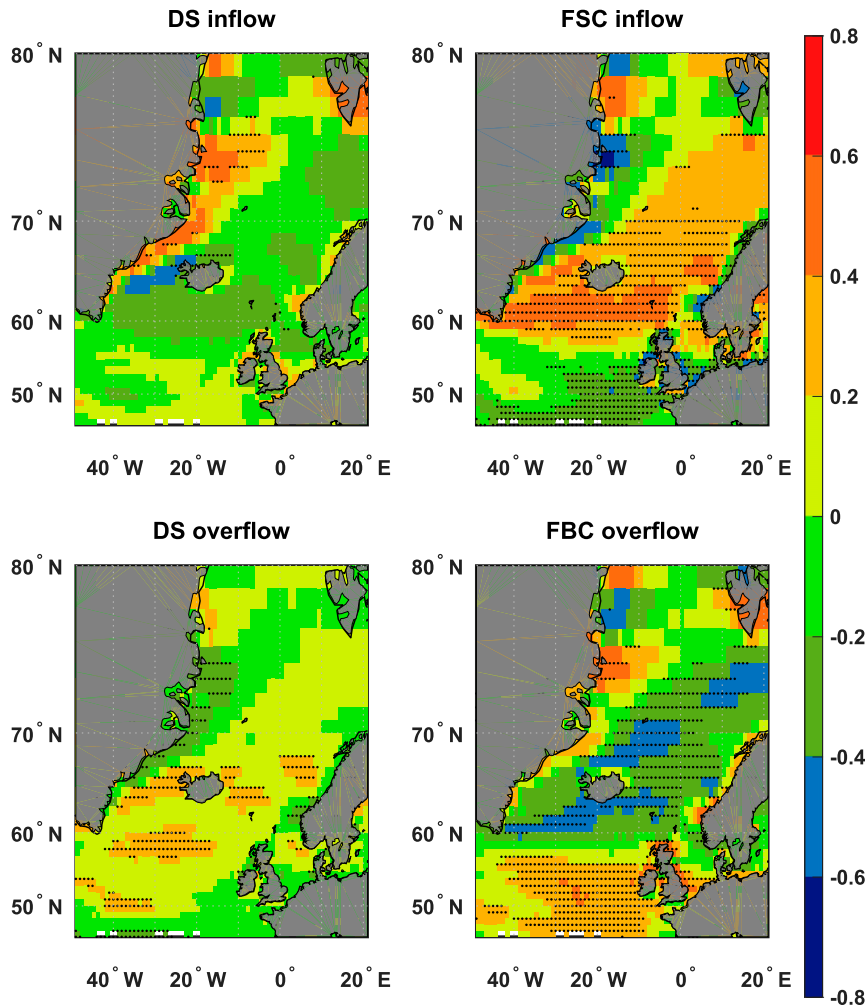 DS inflow
FSC inflow
80° N
70° N
60° N
50° N
40° W 20° W 0° 20° E
80° N
70° N
60° N
50° N
40° W 20° W 0° 20° E
DS overflow
FBC overflow
80° N
70° N
60° N
50° N
40° W 20° W 0° 20° E
80° N
70° N
60° N
50° N
40° W 20° W 0° 20° E
0.8
0.6
0.4
0.2
0
-0.2
-0.4
-0.6
-0.8